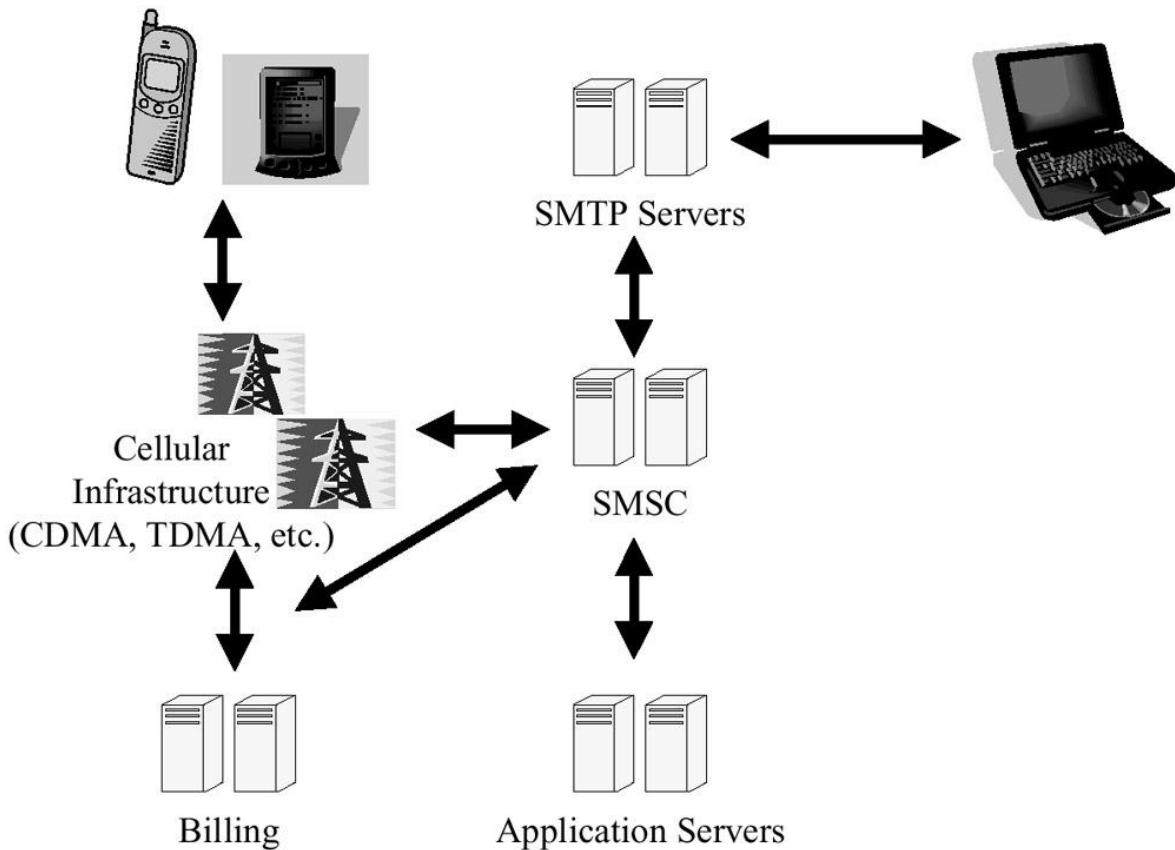 SMTP Servers
Cellular
Infrastructure
(CDMA, TDMA, etc.)
SMSC
Billing
Application Servers